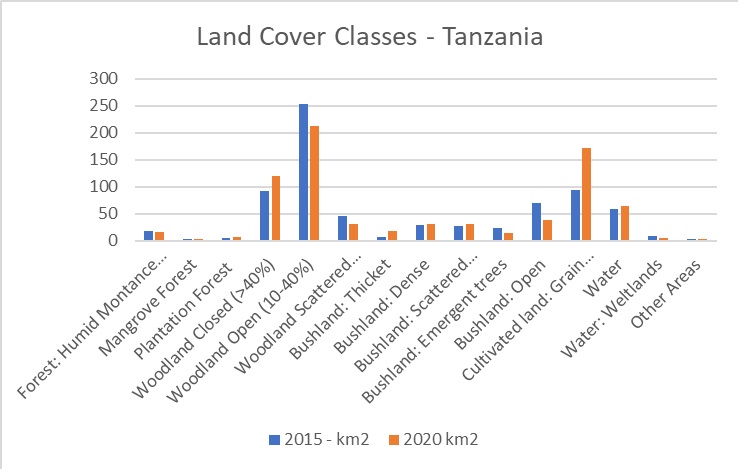 Land Cover Classes - Tanzania
300
250
200
150
100
50
0
Forest: Humid Montance...
Mangrove Forest
Plantation Forest
Woodland Closed (>40%)
Woodland Open (10-40%)
Woodland Scattered...
Bushland: Thicket
Bushland: Dense
Bushland: Scattered...
Bushland: Emergent trees
Bushland: Open
Cultivated land: Grain...
Water
Water: Weltlands
Other Areas
2015 - km2
2020 km2